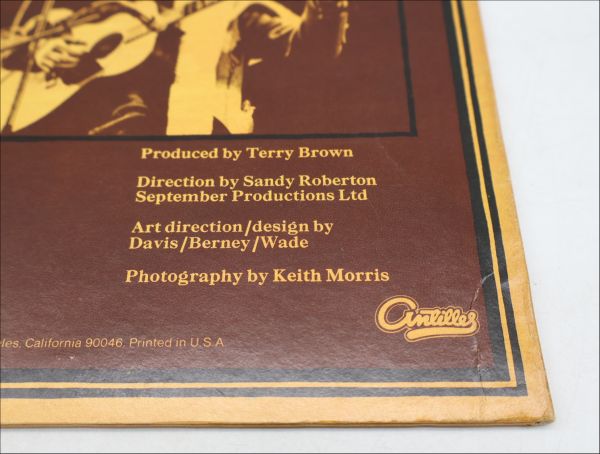 Produced by Terry Brown
Direction by Sandy Roberton
September Productions Ltd
Art direction/design by
Davis/Berney/Wade
Photography by Keith Morris
Antilles
les, California 90046. Printed in U.S.A